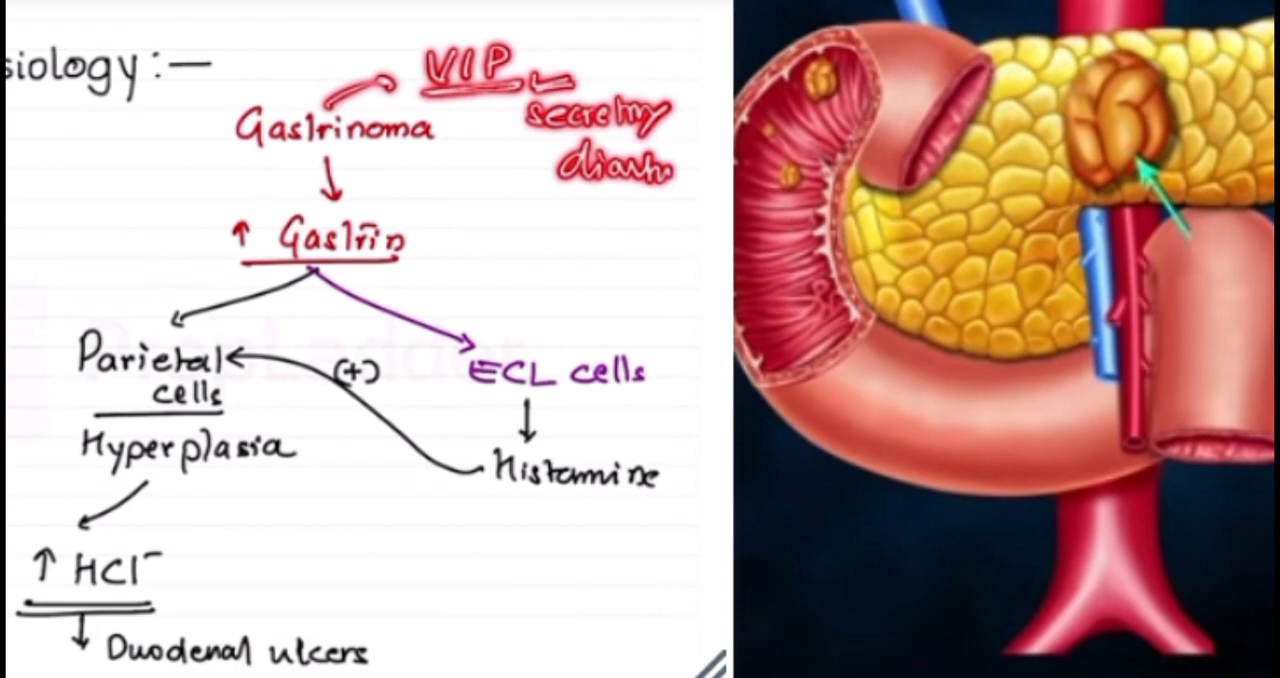 siology :—
VIP
secretory
Gastrinoma
diarrh
↑ Gastrin
Parietal
cells
(+)
ECL cells
Hyperplasia
Histamine
↑ HCl⁻
Duodenal ulcers